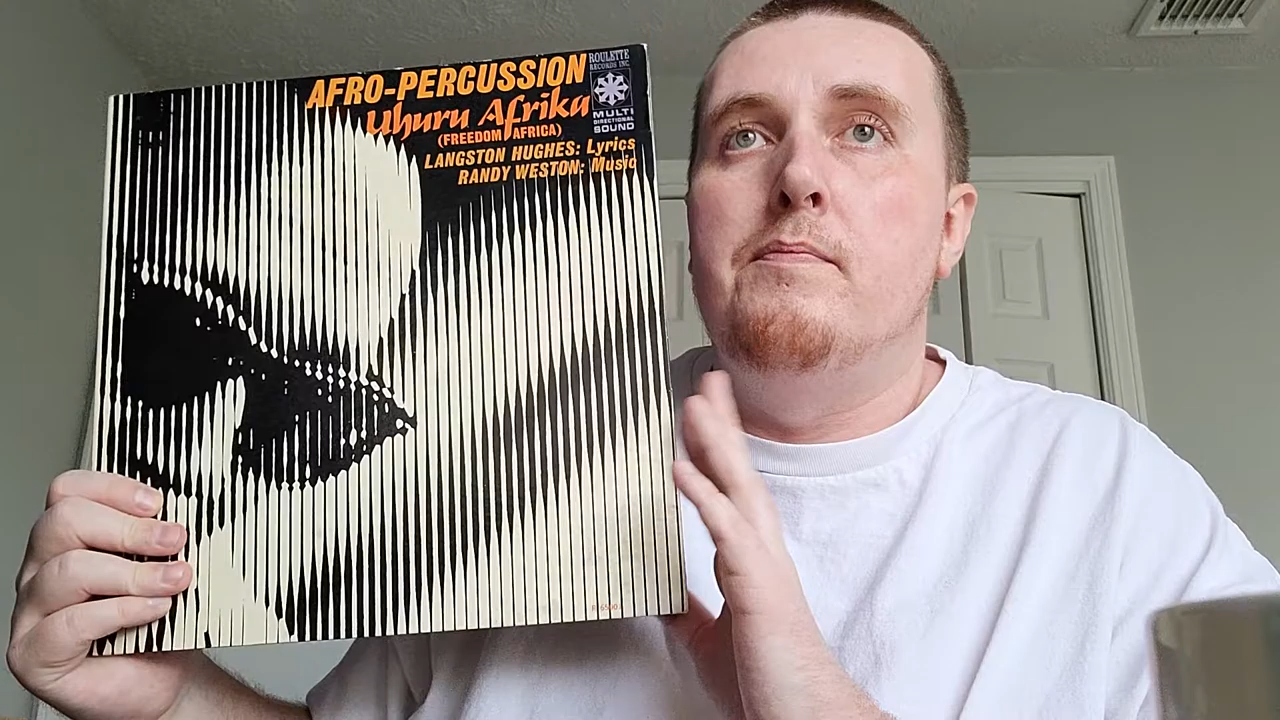 AFRO-PERCUSSION
Uhuru Afrika
(FREEDOM AFRICA)
LANGSTON HUGHES: Lyrics
RANDY WESTON: Music
ROULETTE
RECORDS INC.
MULTI
DIRECTIONAL
SOUND